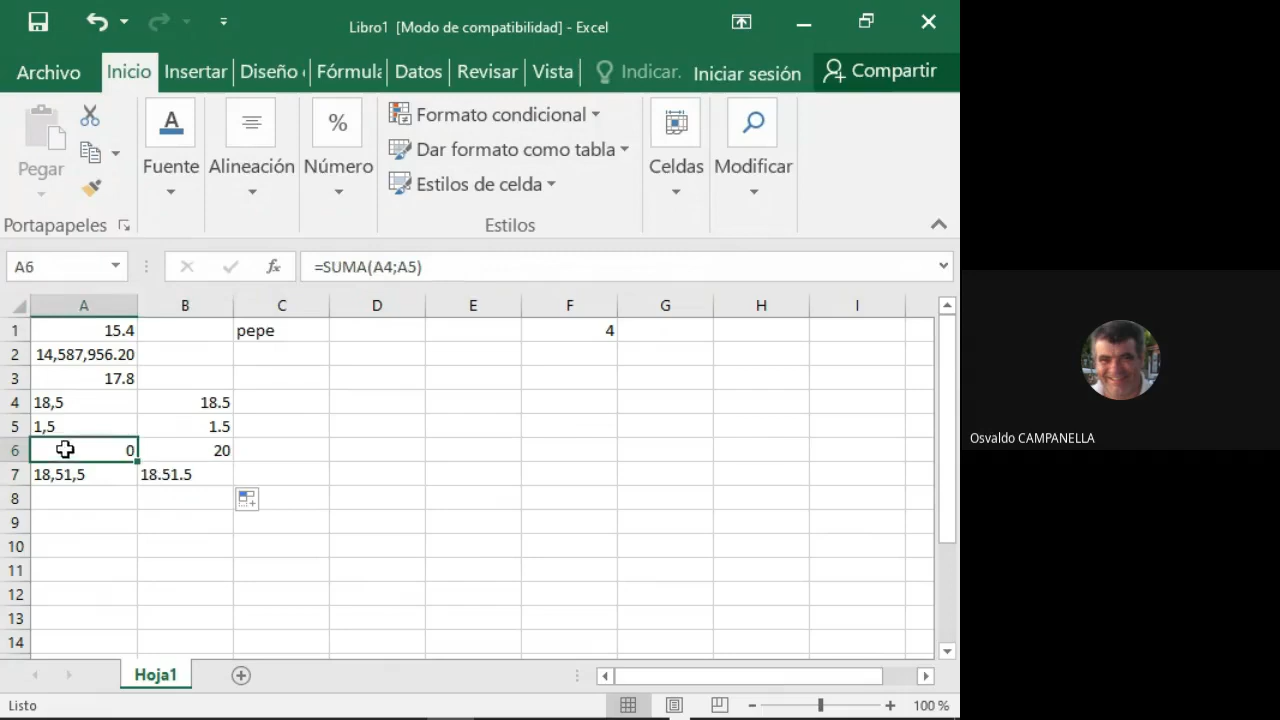 Libro1 [Modo de compatibilidad] - Excel
Archivo Inicio Insertar Diseño Fórmula Datos Revisar Vista Indicar. Iniciar sesión Compartir
Pegar
Portapapeles
Fuente
Alineación
%
Número
Formato condicional
Dar formato como tabla
Estilos de celda
Estilos
Celdas
Modificar
A6 fx =SUMA(A4;A5)
A B C D E F G H I
1 15.4 pepe 4
2 14,587,956.20
3 17.8
4 18,5 18.5
5 1,5 1.5
6 0 20
7 18,51,5 18.51.5
8
9
10
11
12
13
14
Hoja1
Listo 100 %
Osvaldo CAMPANELLA